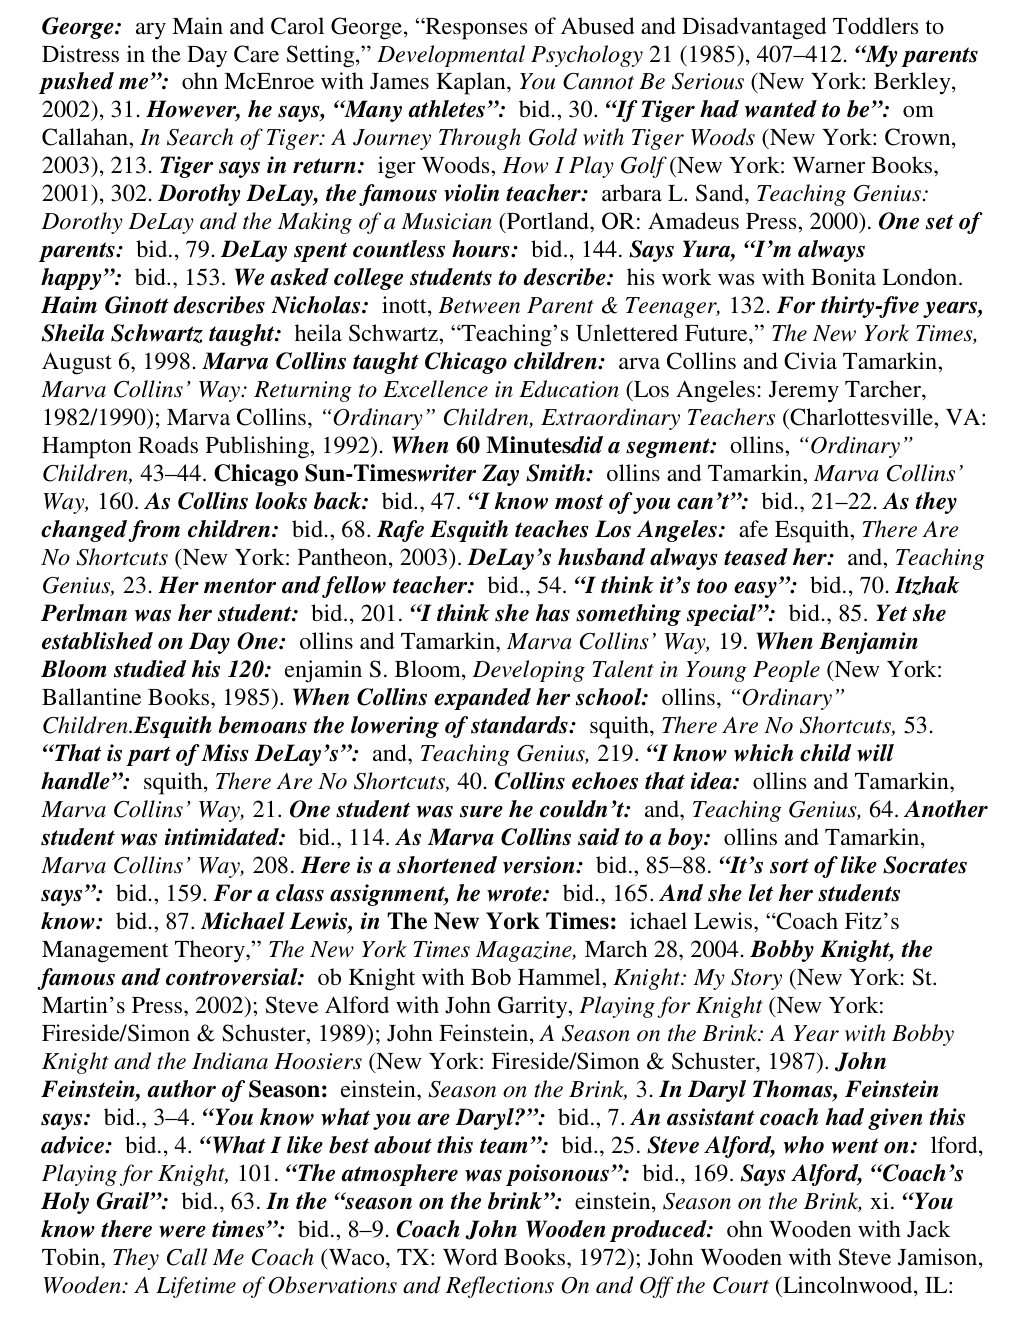 George: ary Main and Carol George, “Responses of Abused and Disadvantaged Toddlers to
Distress in the Day Care Setting,” Developmental Psychology 21 (1985), 407–412. “My parents
pushed me”: ohn McEnroe with James Kaplan, You Cannot Be Serious (New York: Berkley,
2002), 31. However, he says, “Many athletes”: bid., 30. “If Tiger had wanted to be”: om
Callahan, In Search of Tiger: A Journey Through Gold with Tiger Woods (New York: Crown,
2003), 213. Tiger says in return: iger Woods, How I Play Golf (New York: Warner Books,
2001), 302. Dorothy DeLay, the famous violin teacher: arbara L. Sand, Teaching Genius:
Dorothy DeLay and the Making of a Musician (Portland, OR: Amadeus Press, 2000). One set of
parents: bid., 79. DeLay spent countless hours: bid., 144. Says Yura, “I’m always
happy”: bid., 153. We asked college students to describe: his work was with Bonita London.
Haim Ginott describes Nicholas: inott, Between Parent & Teenager, 132. For thirty-five years,
Sheila Schwartz taught: heila Schwartz, “Teaching’s Unlettered Future,” The New York Times,
August 6, 1998. Marva Collins taught Chicago children: arva Collins and Civia Tamarkin,
Marva Collins’ Way: Returning to Excellence in Education (Los Angeles: Jeremy Tarcher,
1982/1990); Marva Collins, “Ordinary” Children, Extraordinary Teachers (Charlottesville, VA:
Hampton Roads Publishing, 1992). When 60 Minutesdid a segment: ollins, “Ordinary”
Children, 43–44. Chicago Sun-Timeswriter Zay Smith: ollins and Tamarkin, Marva Collins’
Way, 160. As Collins looks back: bid., 47. “I know most of you can’t”: bid., 21–22. As they
changed from children: bid., 68. Rafe Esquith teaches Los Angeles: afe Esquith, There Are
No Shortcuts (New York: Pantheon, 2003). DeLay’s husband always teased her: and, Teaching
Genius, 23. Her mentor and fellow teacher: bid., 54. “I think it’s too easy”: bid., 70. Itzhak
Perlman was her student: bid., 201. “I think she has something special”: bid., 85. Yet she
established on Day One: ollins and Tamarkin, Marva Collins’ Way, 19. When Benjamin
Bloom studied his 120: enjamin S. Bloom, Developing Talent in Young People (New York:
Ballantine Books, 1985). When Collins expanded her school: ollins, “Ordinary”
Children.Esquith bemoans the lowering of standards: squith, There Are No Shortcuts, 53.
“That is part of Miss DeLay’s”: and, Teaching Genius, 219. “I know which child will
handle”: squith, There Are No Shortcuts, 40. Collins echoes that idea: ollins and Tamarkin,
Marva Collins’ Way, 21. One student was sure he couldn’t: and, Teaching Genius, 64. Another
student was intimidated: bid., 114. As Marva Collins said to a boy: ollins and Tamarkin,
Marva Collins’ Way, 208. Here is a shortened version: bid., 85–88. “It’s sort of like Socrates
says”: bid., 159. For a class assignment, he wrote: bid., 165. And she let her students
know: bid., 87. Michael Lewis, in The New York Times: ichael Lewis, “Coach Fitz’s
Management Theory,” The New York Times Magazine, March 28, 2004. Bobby Knight, the
famous and controversial: ob Knight with Bob Hammel, Knight: My Story (New York: St.
Martin’s Press, 2002); Steve Alford with John Garrity, Playing for Knight (New York:
Fireside/Simon & Schuster, 1989); John Feinstein, A Season on the Brink: A Year with Bobby
Knight and the Indiana Hoosiers (New York: Fireside/Simon & Schuster, 1987). John
Feinstein, author of Season: einstein, Season on the Brink, 3. In Daryl Thomas, Feinstein
says: bid., 3–4. “You know what you are Daryl?”: bid., 7. An assistant coach had given this
advice: bid., 4. “What I like best about this team”: bid., 25. Steve Alford, who went on: lford,
Playing for Knight, 101. “The atmosphere was poisonous”: bid., 169. Says Alford, “Coach’s
Holy Grail”: bid., 63. In the “season on the brink”: einstein, Season on the Brink, xi. “You
know there were times”: bid., 8–9. Coach John Wooden produced: ohn Wooden with Jack
Tobin, They Call Me Coach (Waco, TX: Word Books, 1972); John Wooden with Steve Jamison,
Wooden: A Lifetime of Observations and Reflections On and Off the Court (Lincolnwood, IL: